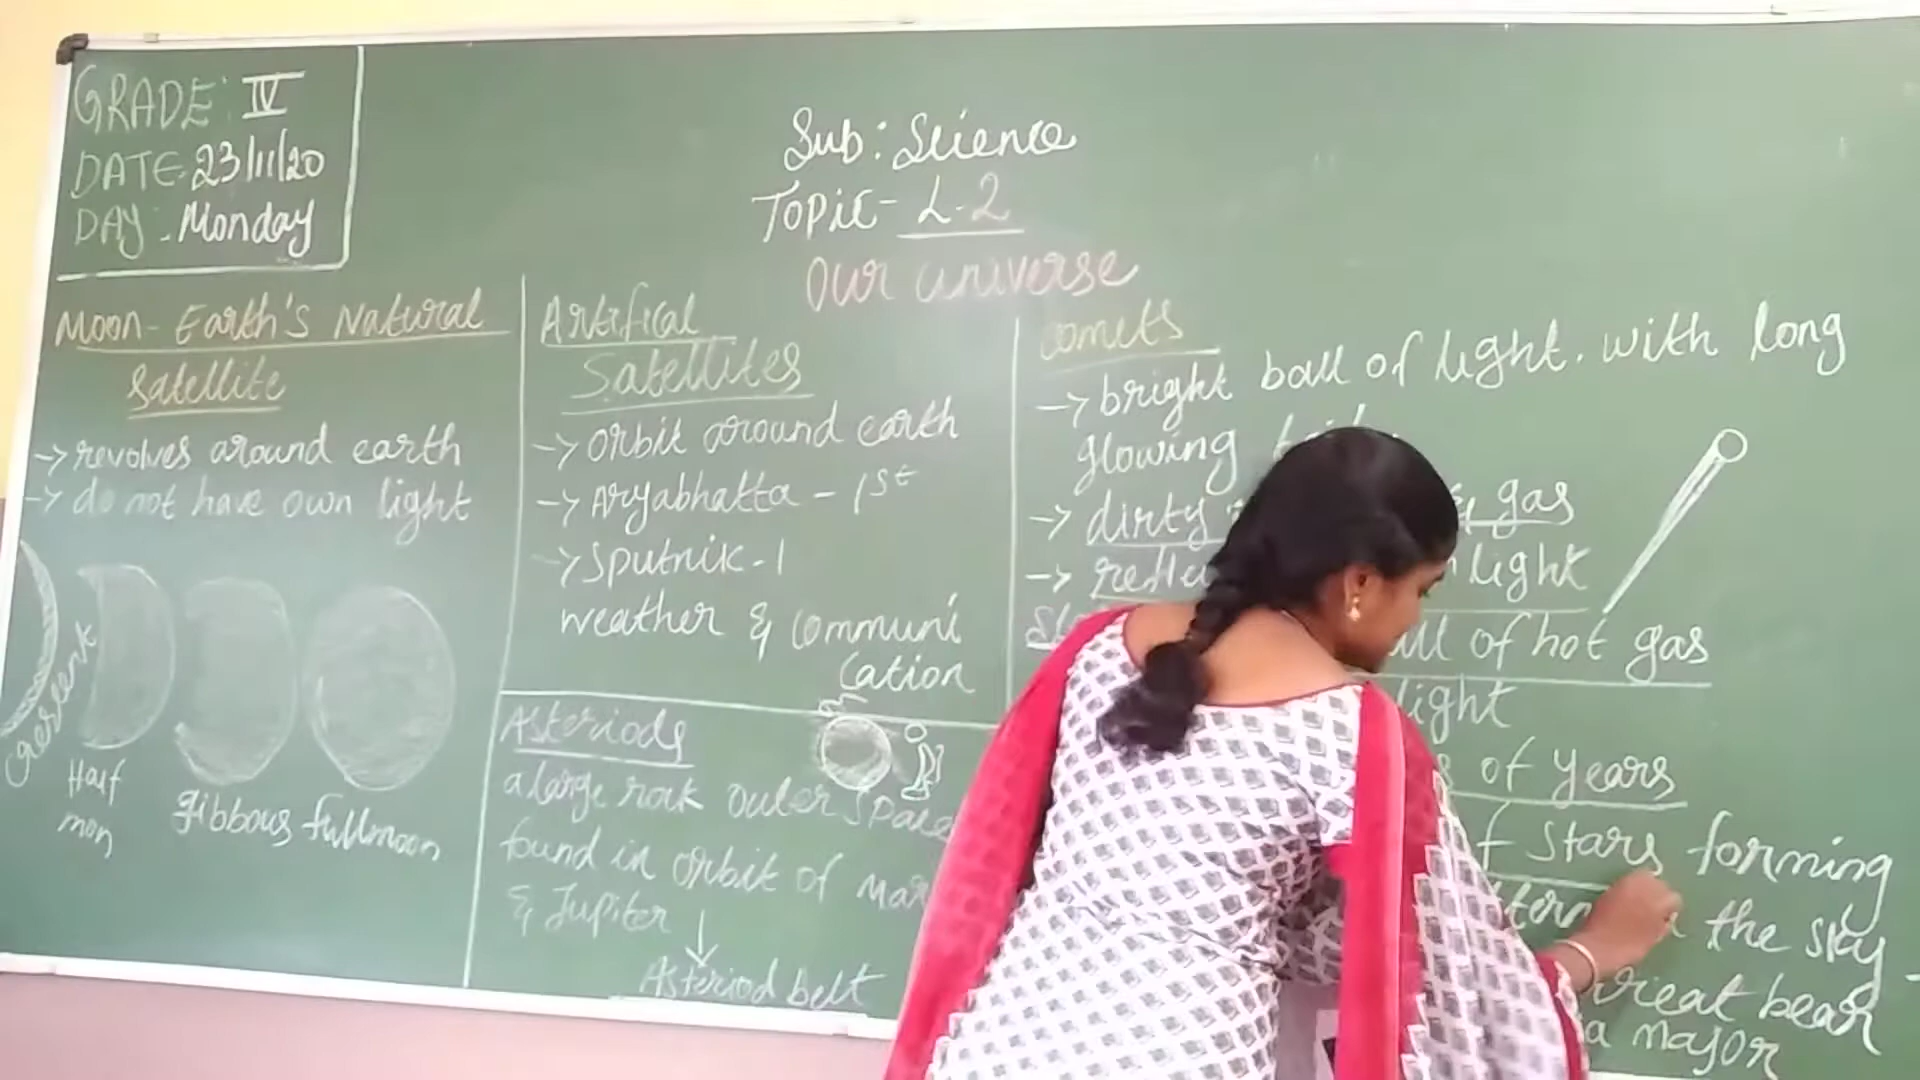 GRADE: IV
DATE: 23/11/20
DAY: Monday
Sub: Science
Topic- L-2
Our universe
Moon- Earth's Natural
Satellite
-> revolves around earth
-> do not have own light
Crescent
Half
mon
gibbous
fullmoon
Artifical
Satellites
-> orbit around earth
-> Aryabhatta - 1st
-> Sputnik-1
weather & communi
cation
Asteriods
a large rock outer space
found in orbit of Mar
& Jupiter
Asteriod belt
Comets
-> bright ball of light. with long
glowing
-> dirty & gas
-> light
of hot gas
light
of years
stars forming
the sky -
bear
a major